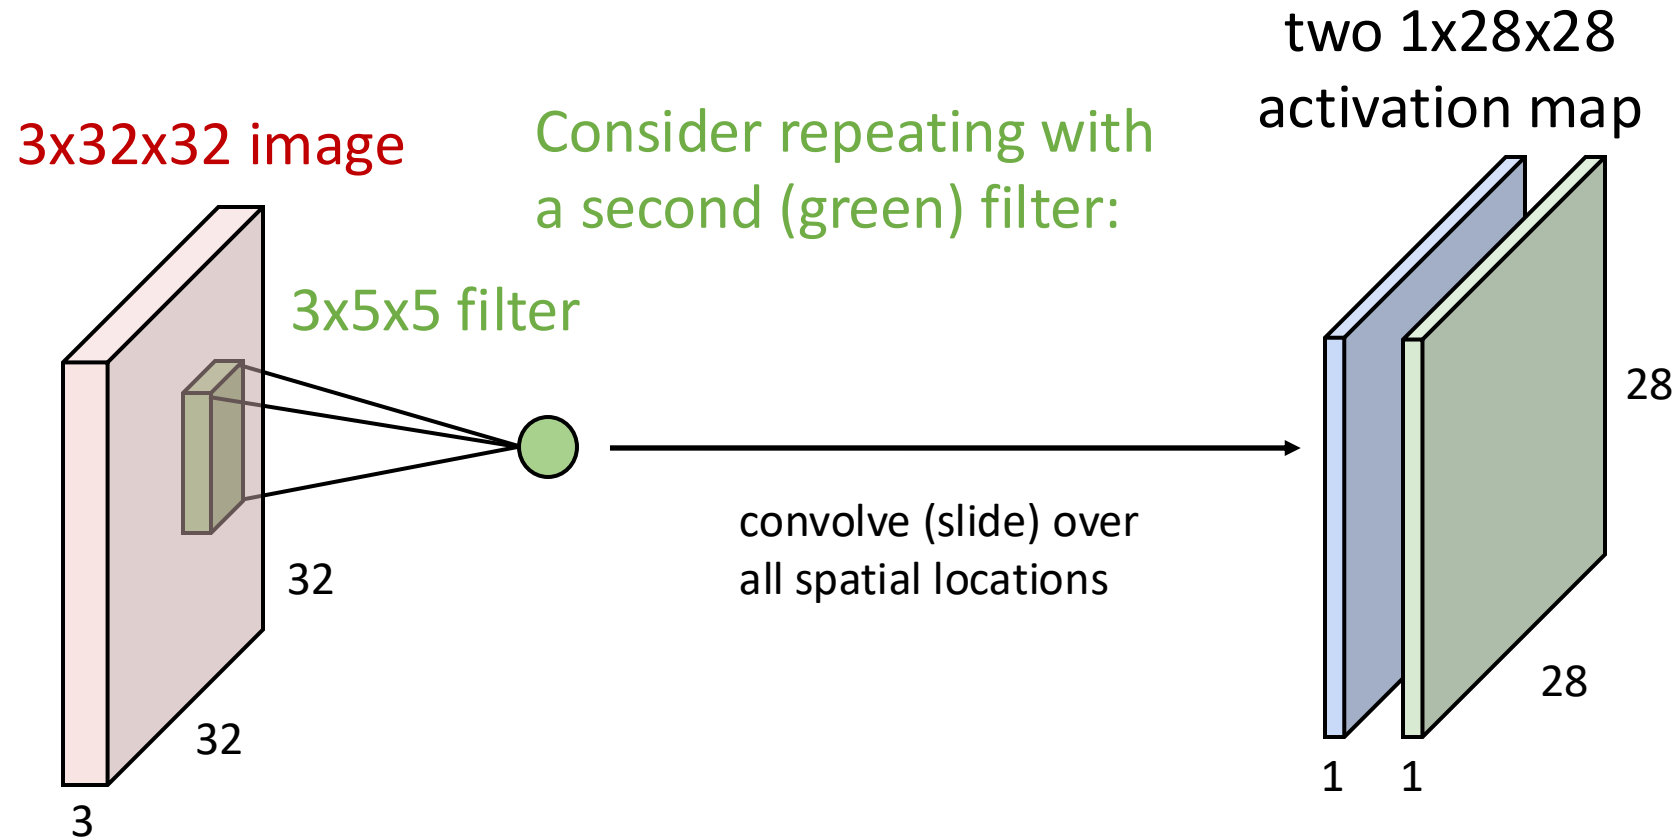 two 1x28x28
activation map
3x32x32 image
Consider repeating with
a second (green) filter:
3x5x5 filter
28
convolve (slide) over
all spatial locations
32
28
32
1
1
3